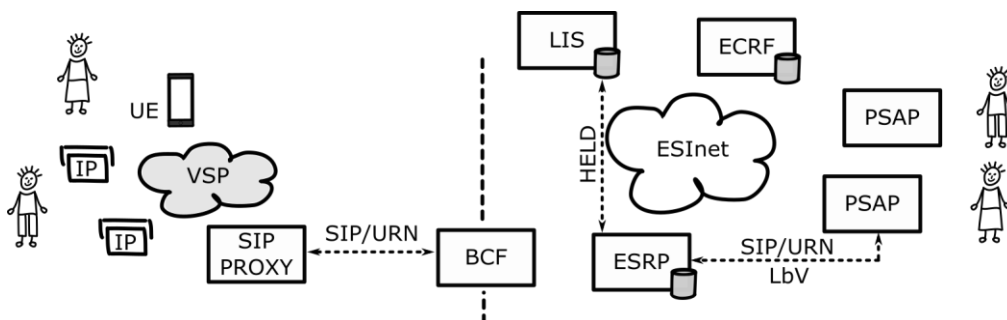 LIS
ECRF
UE
PSAP
IP
VSP
HELD
ESInet
PSAP
IP
SIP
PROXY
SIP/URN
BCF
ESRP
SIP/URN
LbV